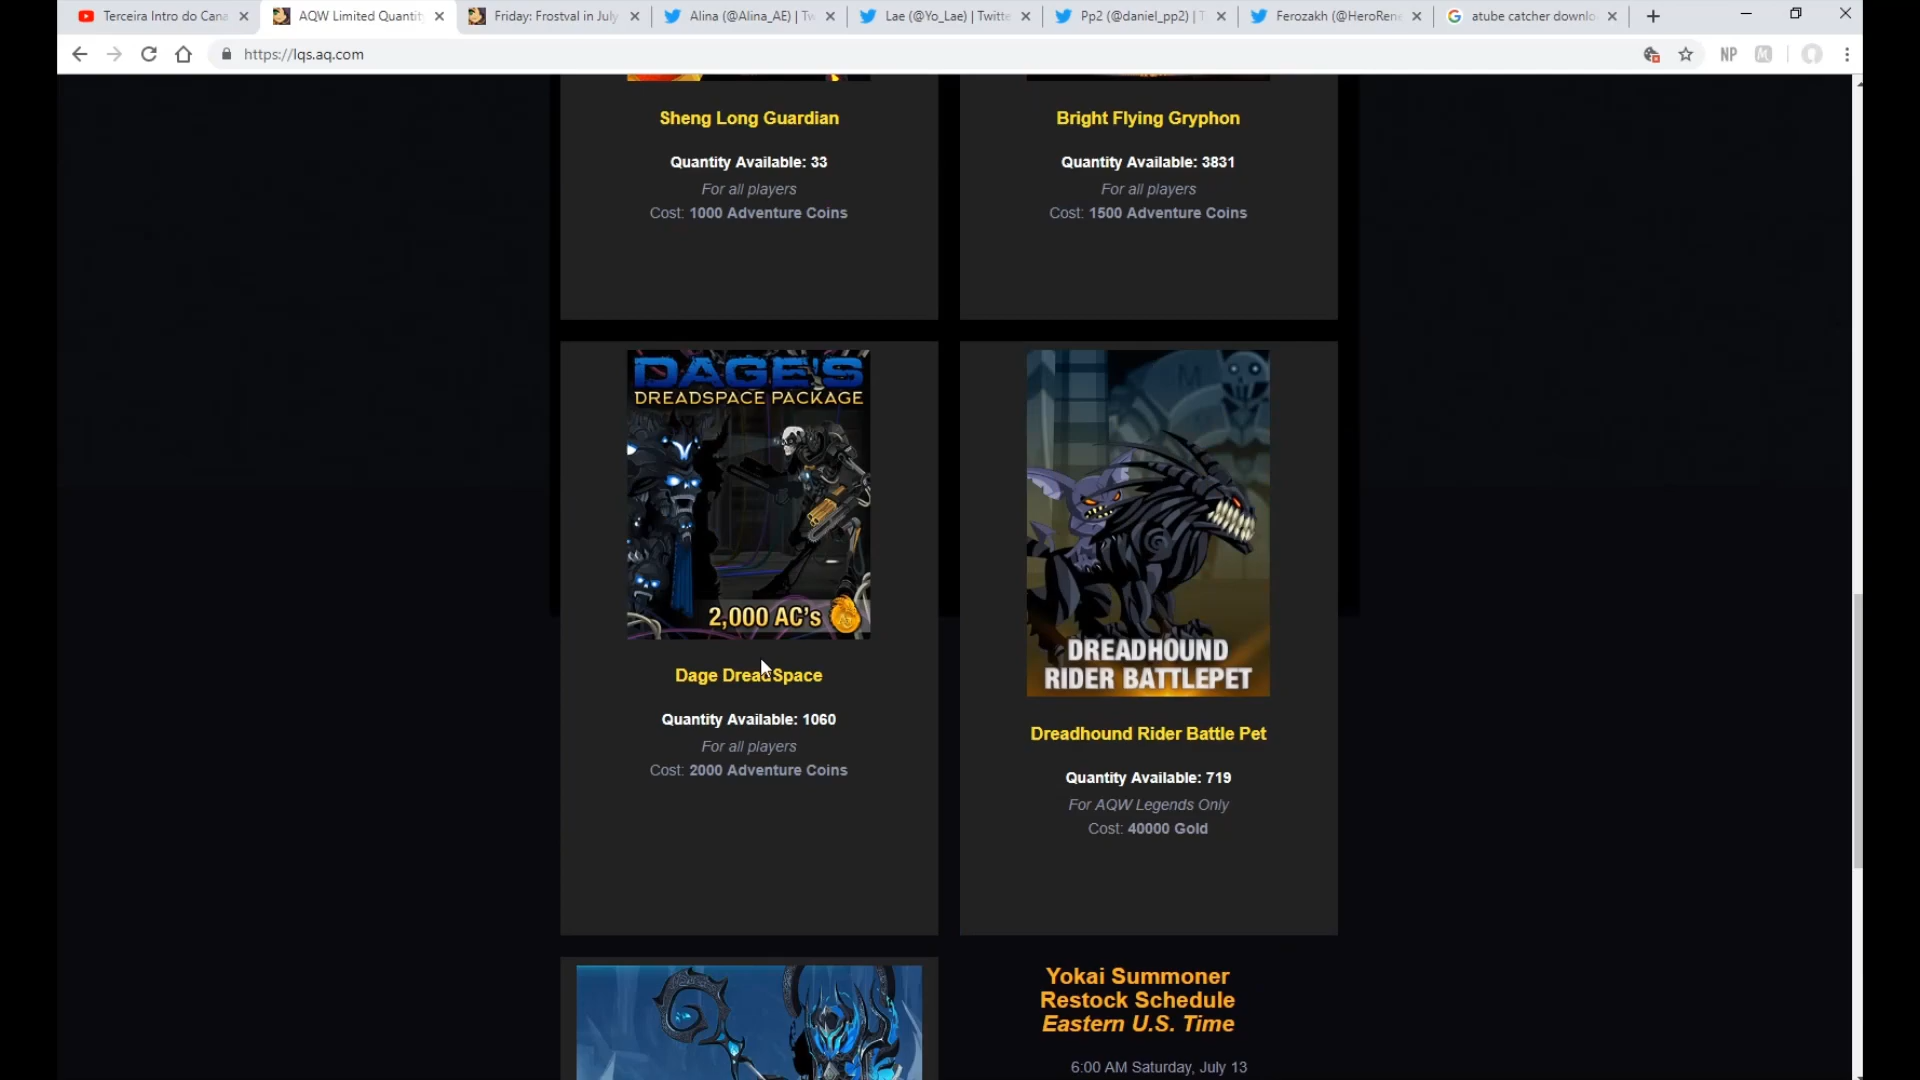 Terceira Intro do Cana
AQW Limited Quantit
Friday: Frostval in July
Alina (@Alina_AE) | Tw
Lae (@Yo_Lae) | Twitte
Pp2 (@daniel_pp2) | T
Ferozakh (@HeroRene
atube catcher downlo
https://lqs.aq.com
NP
Sheng Long Guardian
Quantity Available: 33
For all players
Cost: 1000 Adventure Coins
Bright Flying Gryphon
Quantity Available: 3831
For all players
Cost: 1500 Adventure Coins
DAGE'S
DREADSPACE PACKAGE
2,000 AC's
Dage DreadSpace
Quantity Available: 1060
For all players
Cost: 2000 Adventure Coins
DREADHOUND
RIDER BATTLEPET
Dreadhound Rider Battle Pet
Quantity Available: 719
For AQW Legends Only
Cost: 40000 Gold
Yokai Summoner
Restock Schedule
Eastern U.S. Time
6:00 AM Saturday, July 13